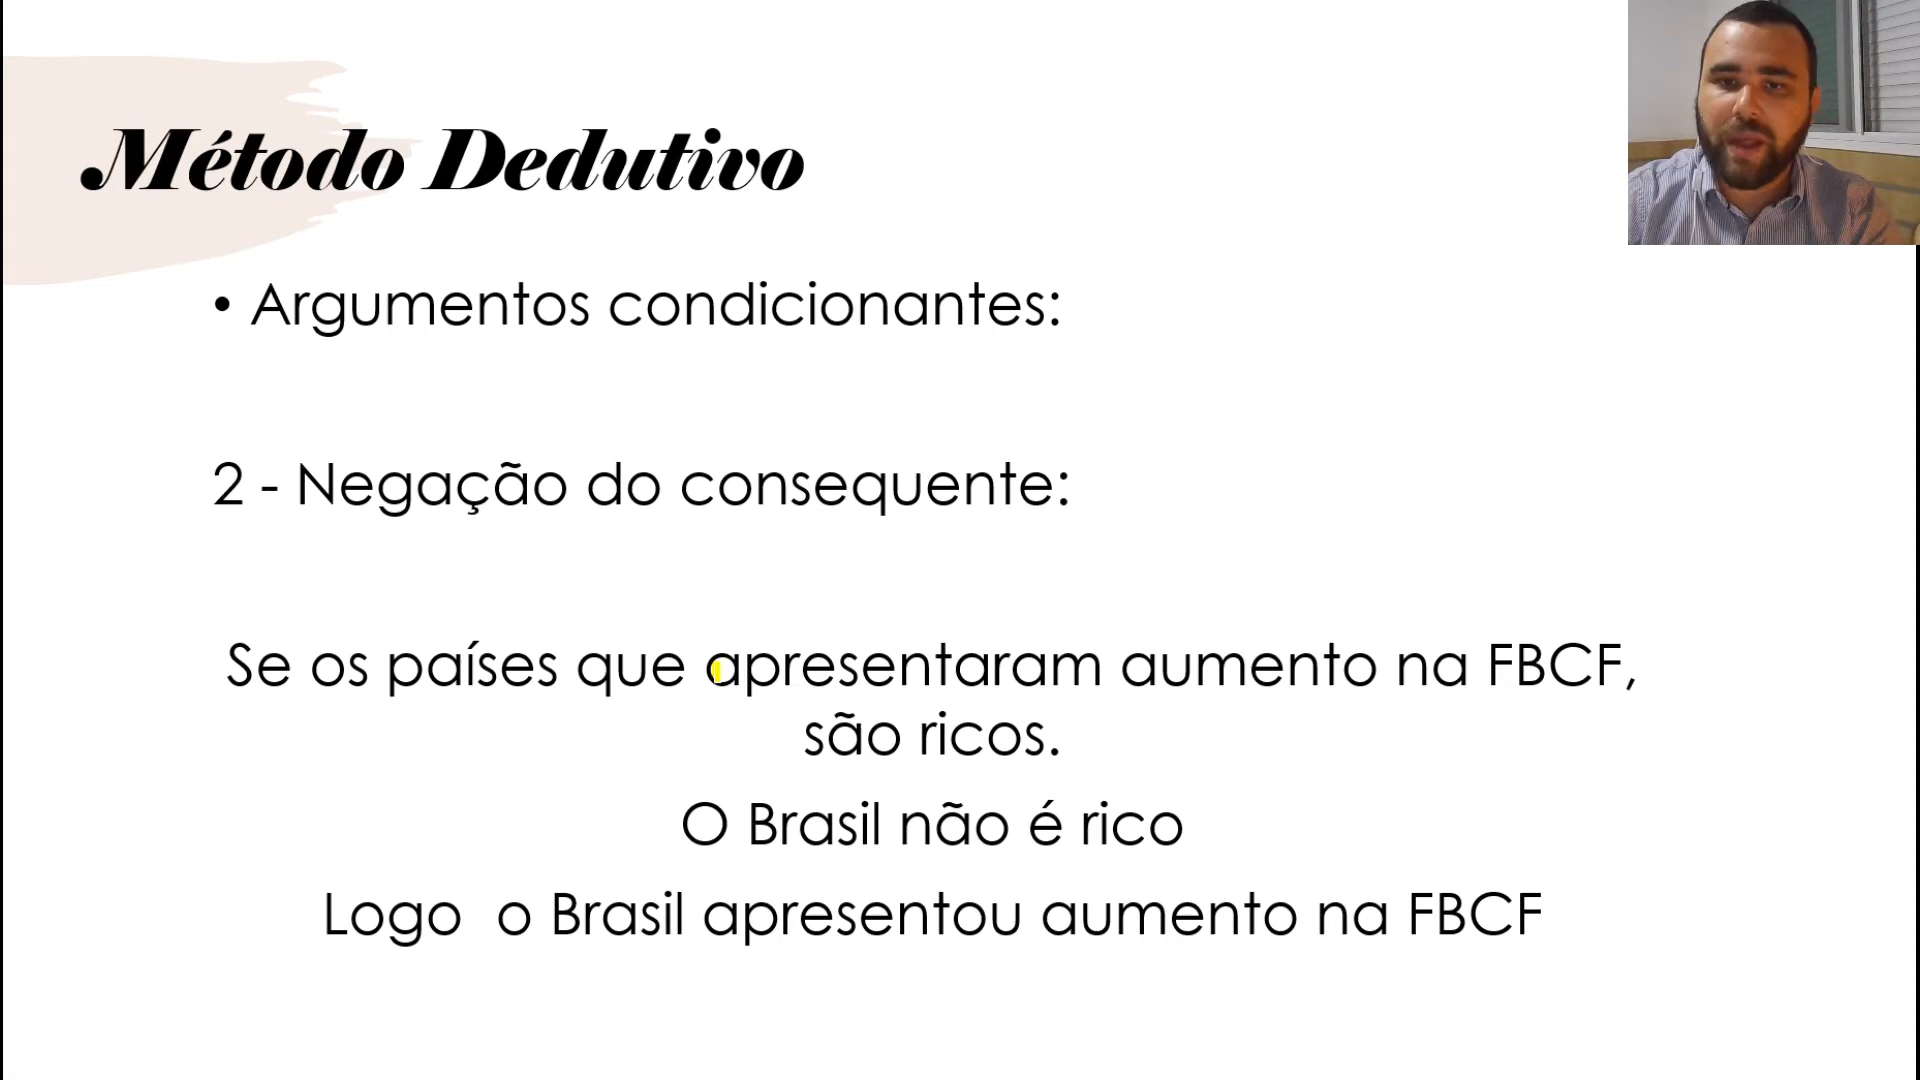 Método Dedutivo
• Argumentos condicionantes:
2 - Negação do consequente:
Se os países que apresentaram aumento na FBCF,
são ricos.
O Brasil não é rico
Logo  o Brasil apresentou aumento na FBCF